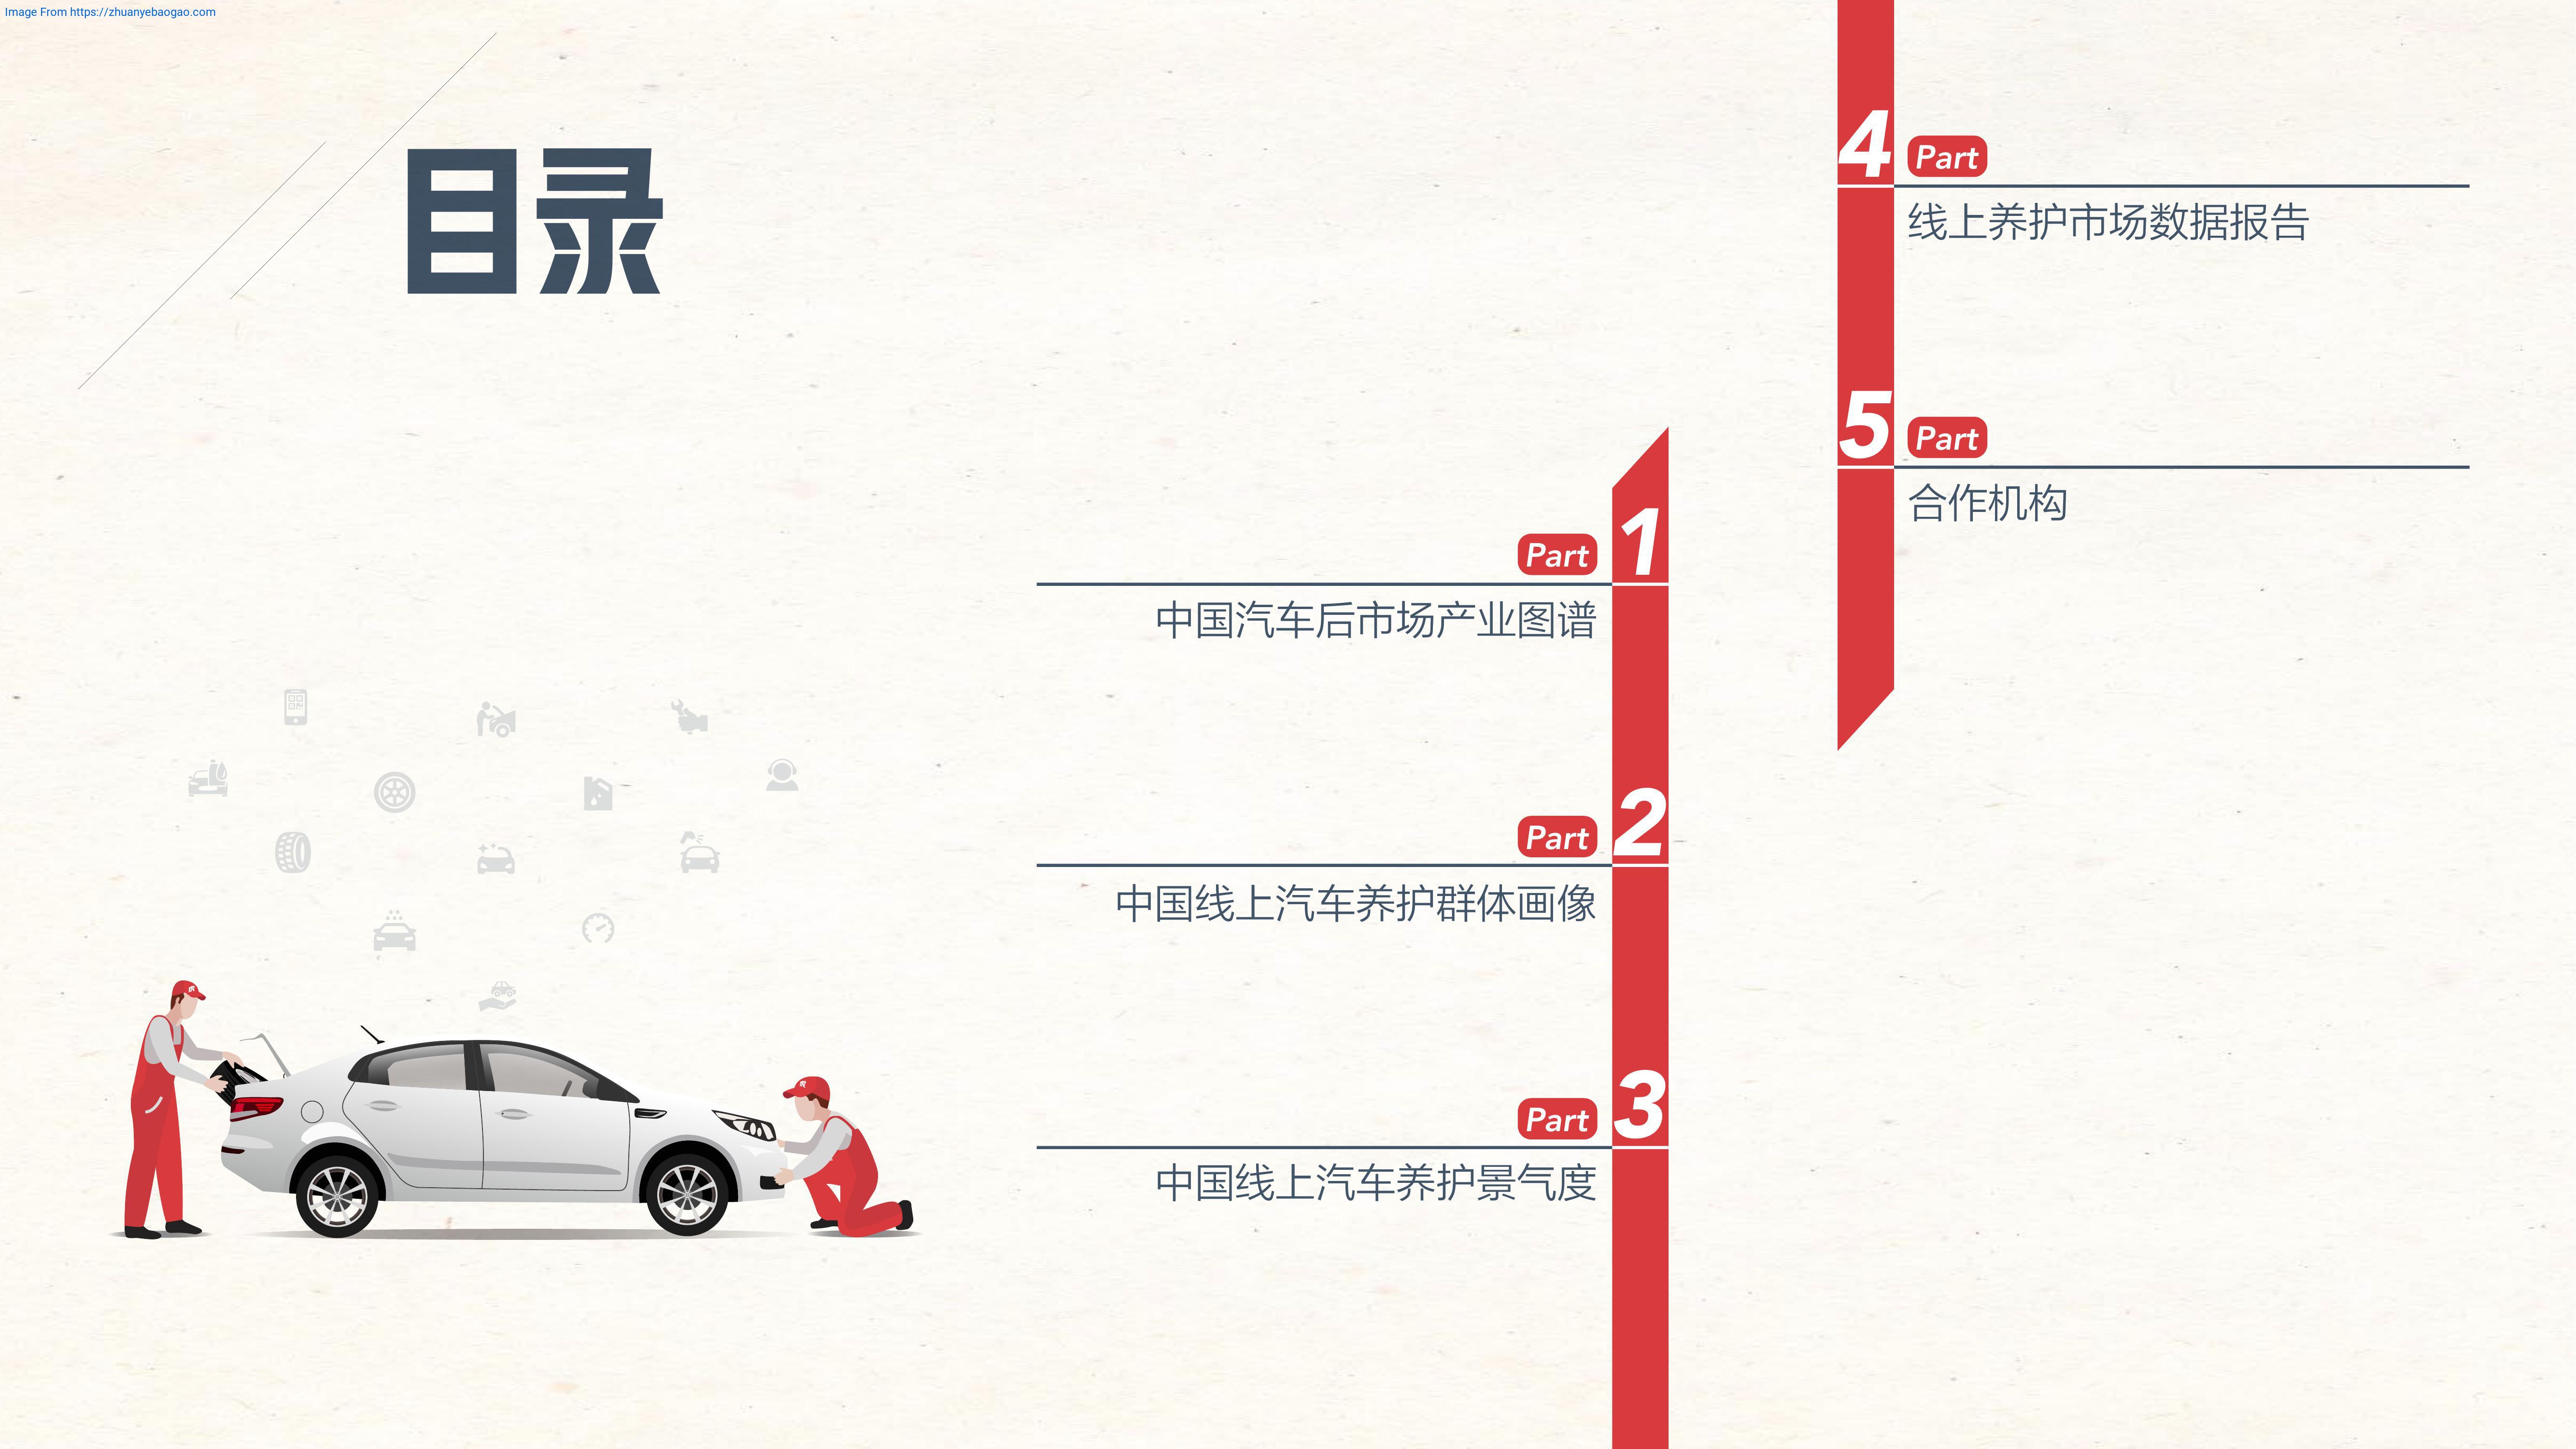 Image From https://zhuanyebaogao.com
目录
Part 1
中国汽车后市场产业图谱
Part 2
中国线上汽车养护群体画像
Part 3
中国线上汽车养护景气度
4 Part
线上养护市场数据报告
5 Part
合作机构